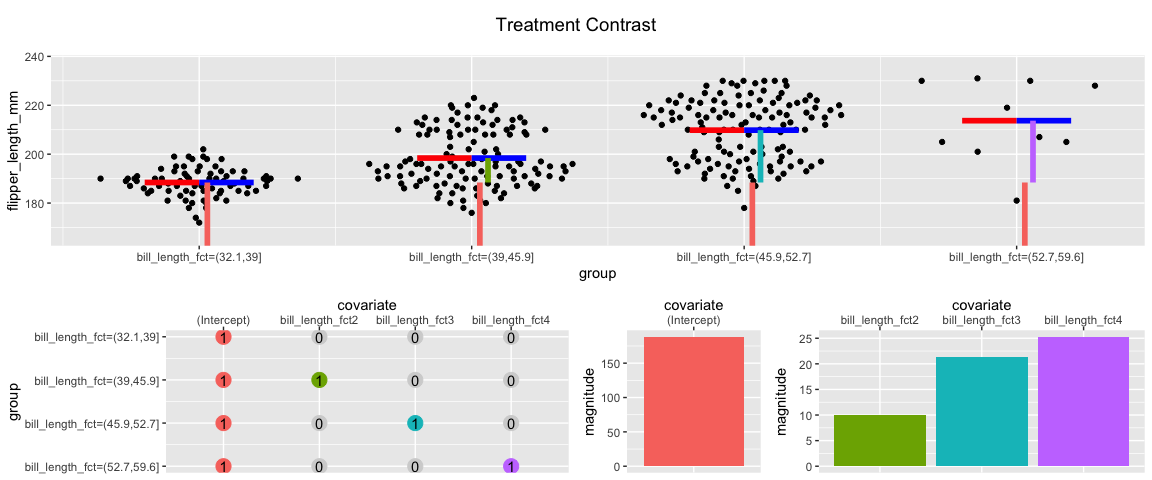 Treatment Contrast
flipper_length_mm
240
220
200
180
bill_length_fct=(32.1,39] bill_length_fct=(39,45.9] bill_length_fct=(45.9,52.7] bill_length_fct=(52.7,59.6]
group
covariate
(Intercept) bill_length_fct2 bill_length_fct3 bill_length_fct4
group
bill_length_fct=(32.1,39] 1 0 0 0
bill_length_fct=(39,45.9] 1 1 0 0
bill_length_fct=(45.9,52.7] 1 0 1 0
bill_length_fct=(52.7,59.6] 1 0 0 1
covariate
(Intercept)
magnitude
150
100
50
0
covariate
bill_length_fct2 bill_length_fct3 bill_length_fct4
magnitude
25
20
15
10
5
0